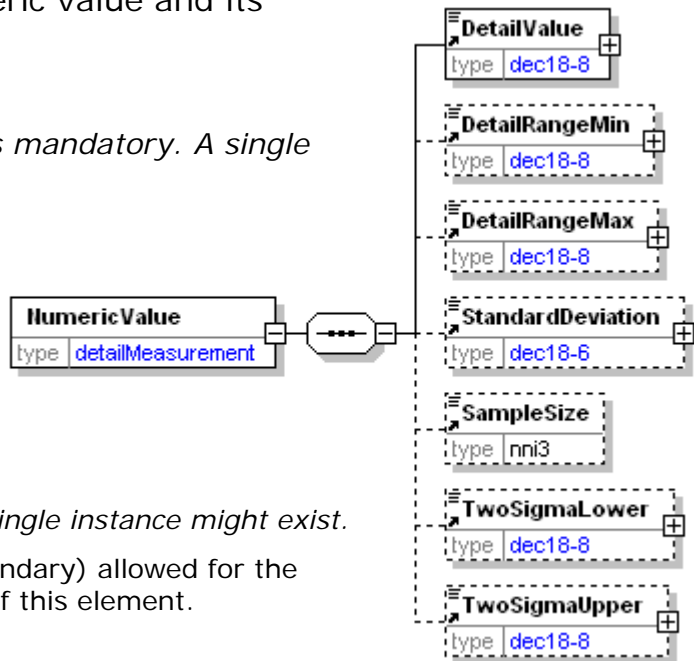 eric value and its
s mandatory. A single
ingle instance might exist.
ndary) allowed for the
f this element.
NumericValue
type detailMeasurement
DetailValue
type dec18-8
DetailRangeMin
type dec18-8
DetailRangeMax
type dec18-8
StandardDeviation
type dec18-6
SampleSize
type nni3
TwoSigmaLower
type dec18-8
TwoSigmaUpper
type dec18-8